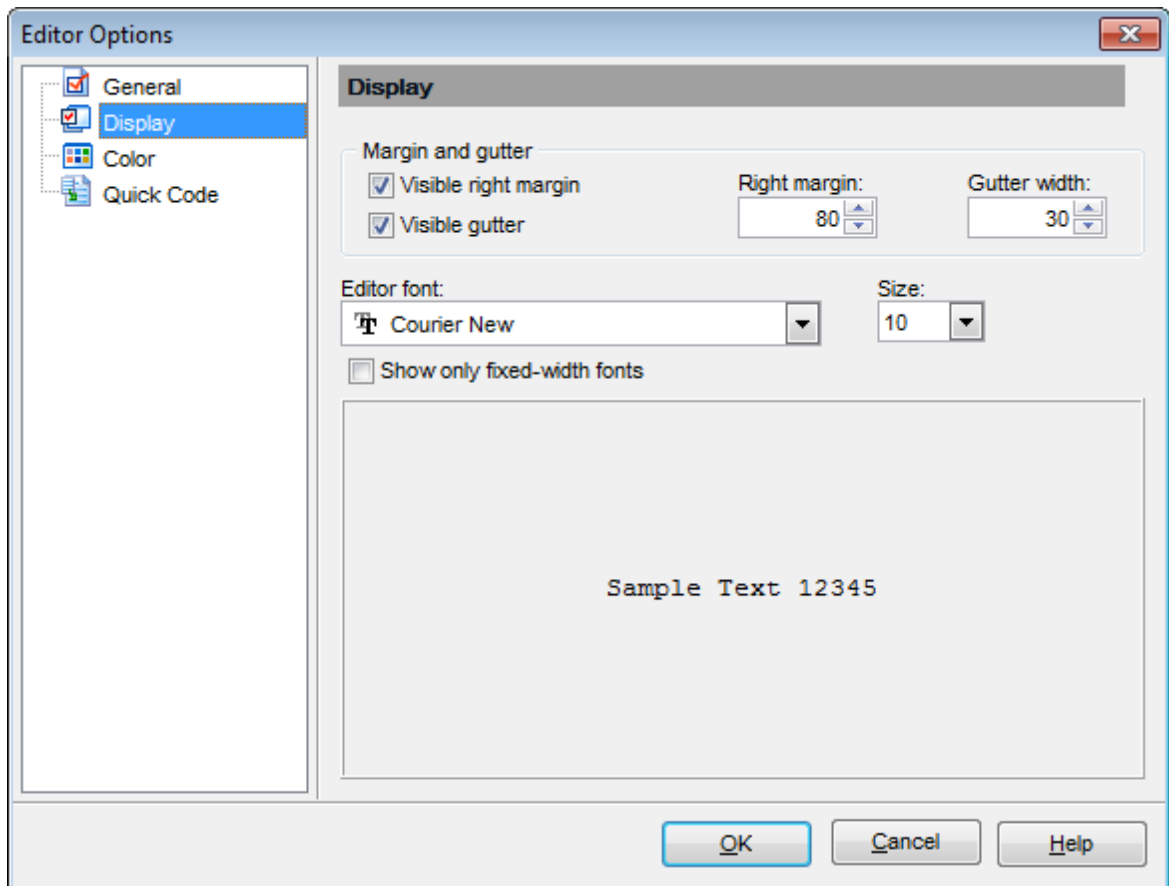 Editor Options
General
Display
Color
Quick Code
Display
Margin and gutter
Visible right margin
Right margin:
Gutter width:
80
30
Visible gutter
Editor font:
Size:
Courier New
10
Show only fixed-width fonts
Sample Text 12345
OK
Cancel
Help